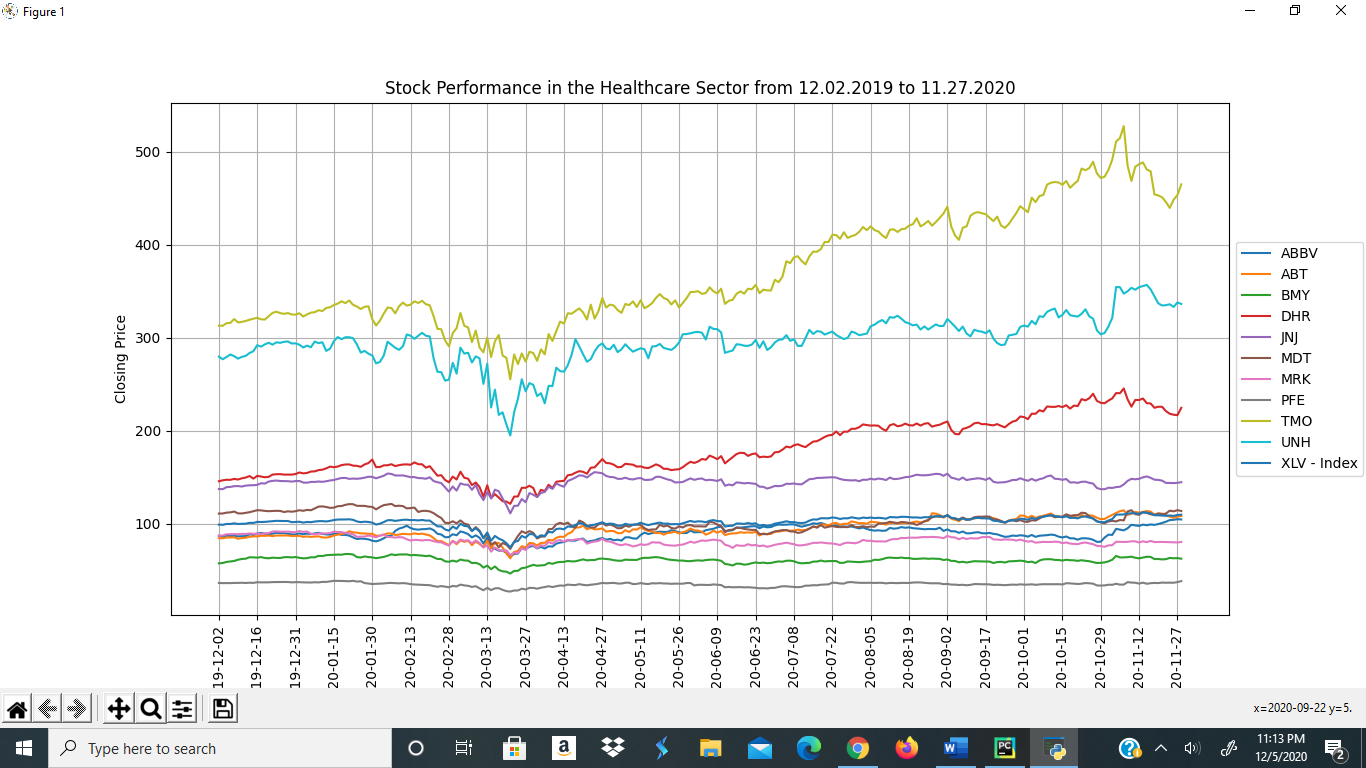 Figure 1
Stock Performance in the Healthcare Sector from 12.02.2019 to 11.27.2020
Closing Price
500
400
300
200
100
19-12-02
19-12-16
19-12-31
20-01-15
20-01-30
20-02-13
20-02-28
20-03-13
20-03-27
20-04-13
20-04-27
20-05-11
20-05-26
20-06-09
20-06-23
20-07-08
20-07-22
20-08-05
20-08-19
20-09-02
20-09-17
20-10-01
20-10-15
20-10-29
20-11-12
20-11-27
ABBV
ABT
BMY
DHR
JNJ
MDT
MRK
PFE
TMO
UNH
XLV - Index
x=2020-09-22 y=5.
Type here to search
a
W
PC
?
11:13 PM
12/5/2020
2